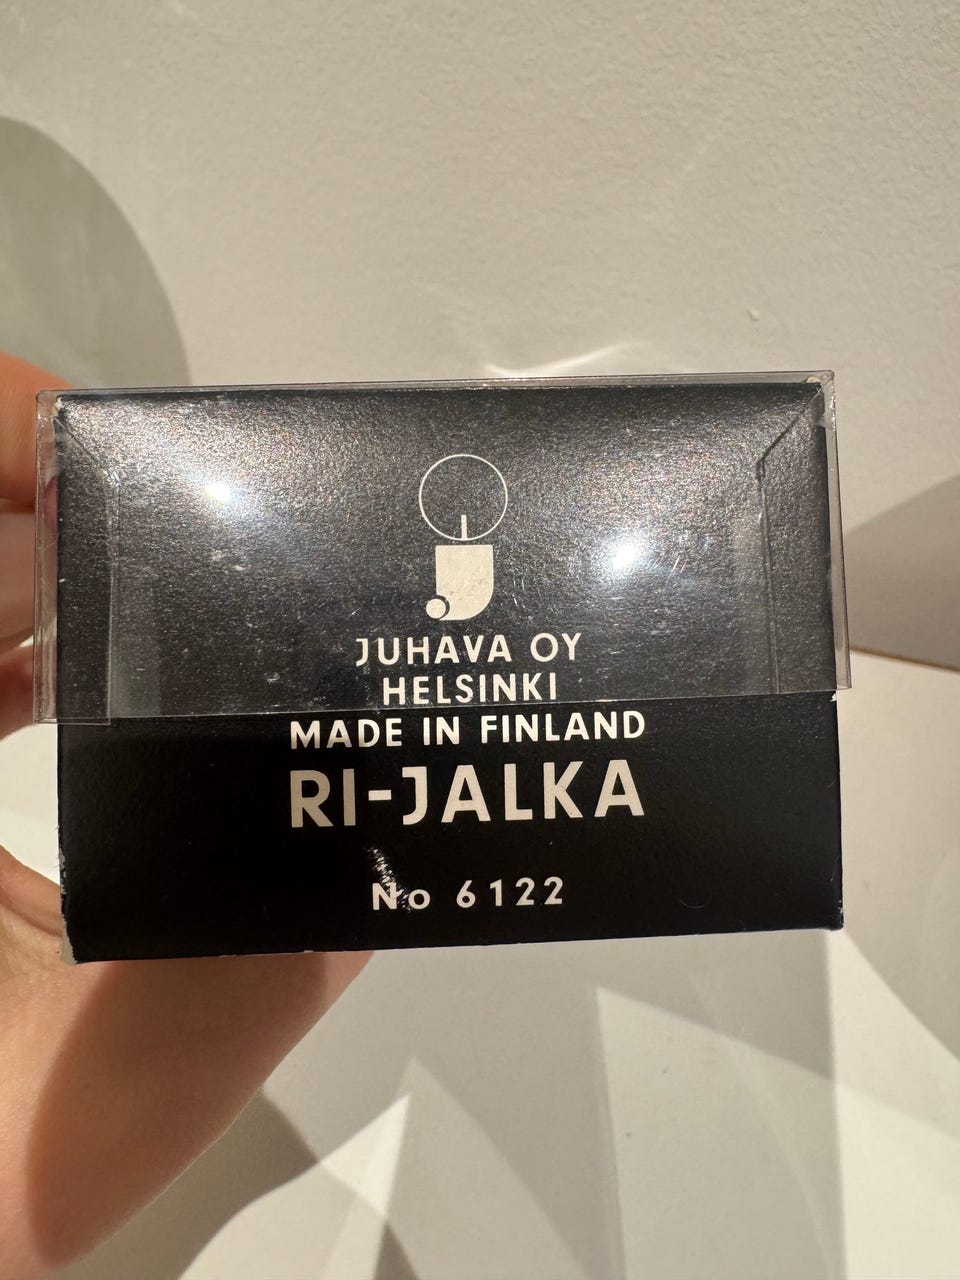 JUHAVA OY
HELSINKI
MADE IN FINLAND
RI-JALKA
No 6122